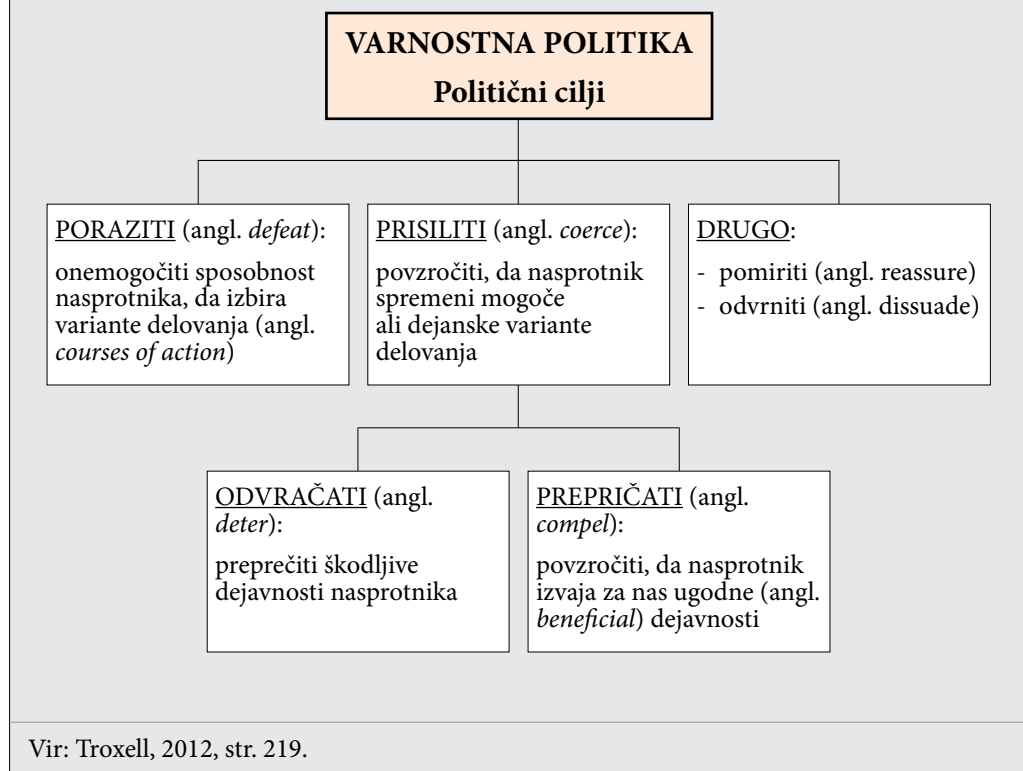 VARNOSTNA POLITIKA
Politični cilji
PORAZITI (angl. defeat):
onemogočiti sposobnost
nasprotnika, da izbira
variante delovanja (angl.
courses of action)
PRISILITI (angl. coerce):
povzročiti, da nasprotnik
spremeni mogoče
ali dejanske variante
delovanja
DRUGO:
- pomiriti (angl. reassure)
- odvrniti (angl. dissuade)
ODVRAČATI (angl.
deter):
preprečiti škodljive
dejavnosti nasprotnika
PREPRIČATI (angl.
compel):
povzročiti, da nasprotnik
izvaja za nas ugodne (angl.
beneficial) dejavnosti
Vir: Troxell, 2012, str. 219.